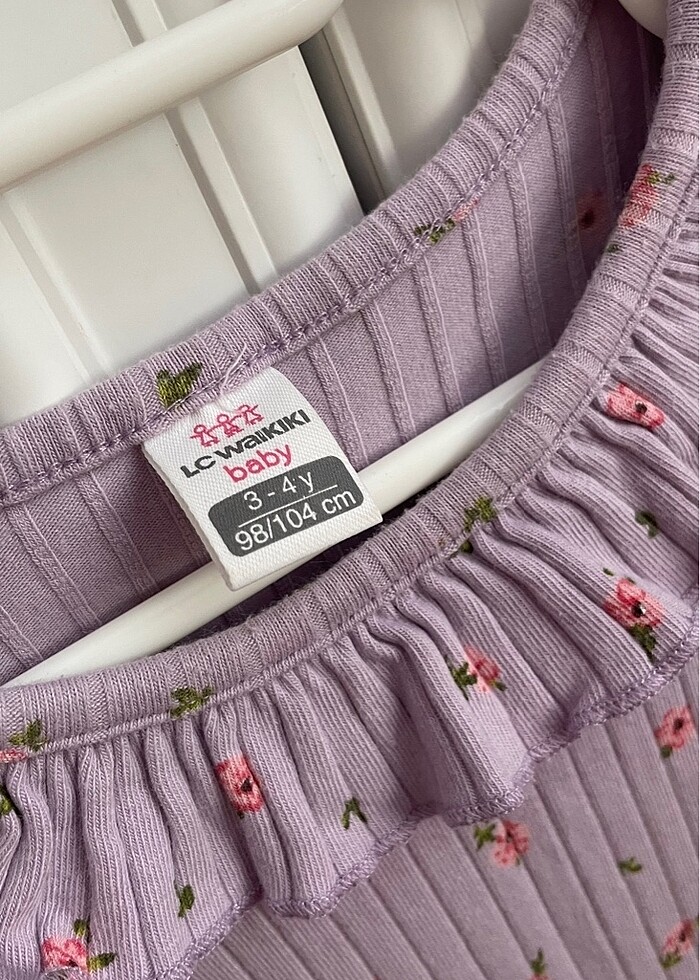 LC WAIKIKI
baby
3 - 4 y
98/104 cm